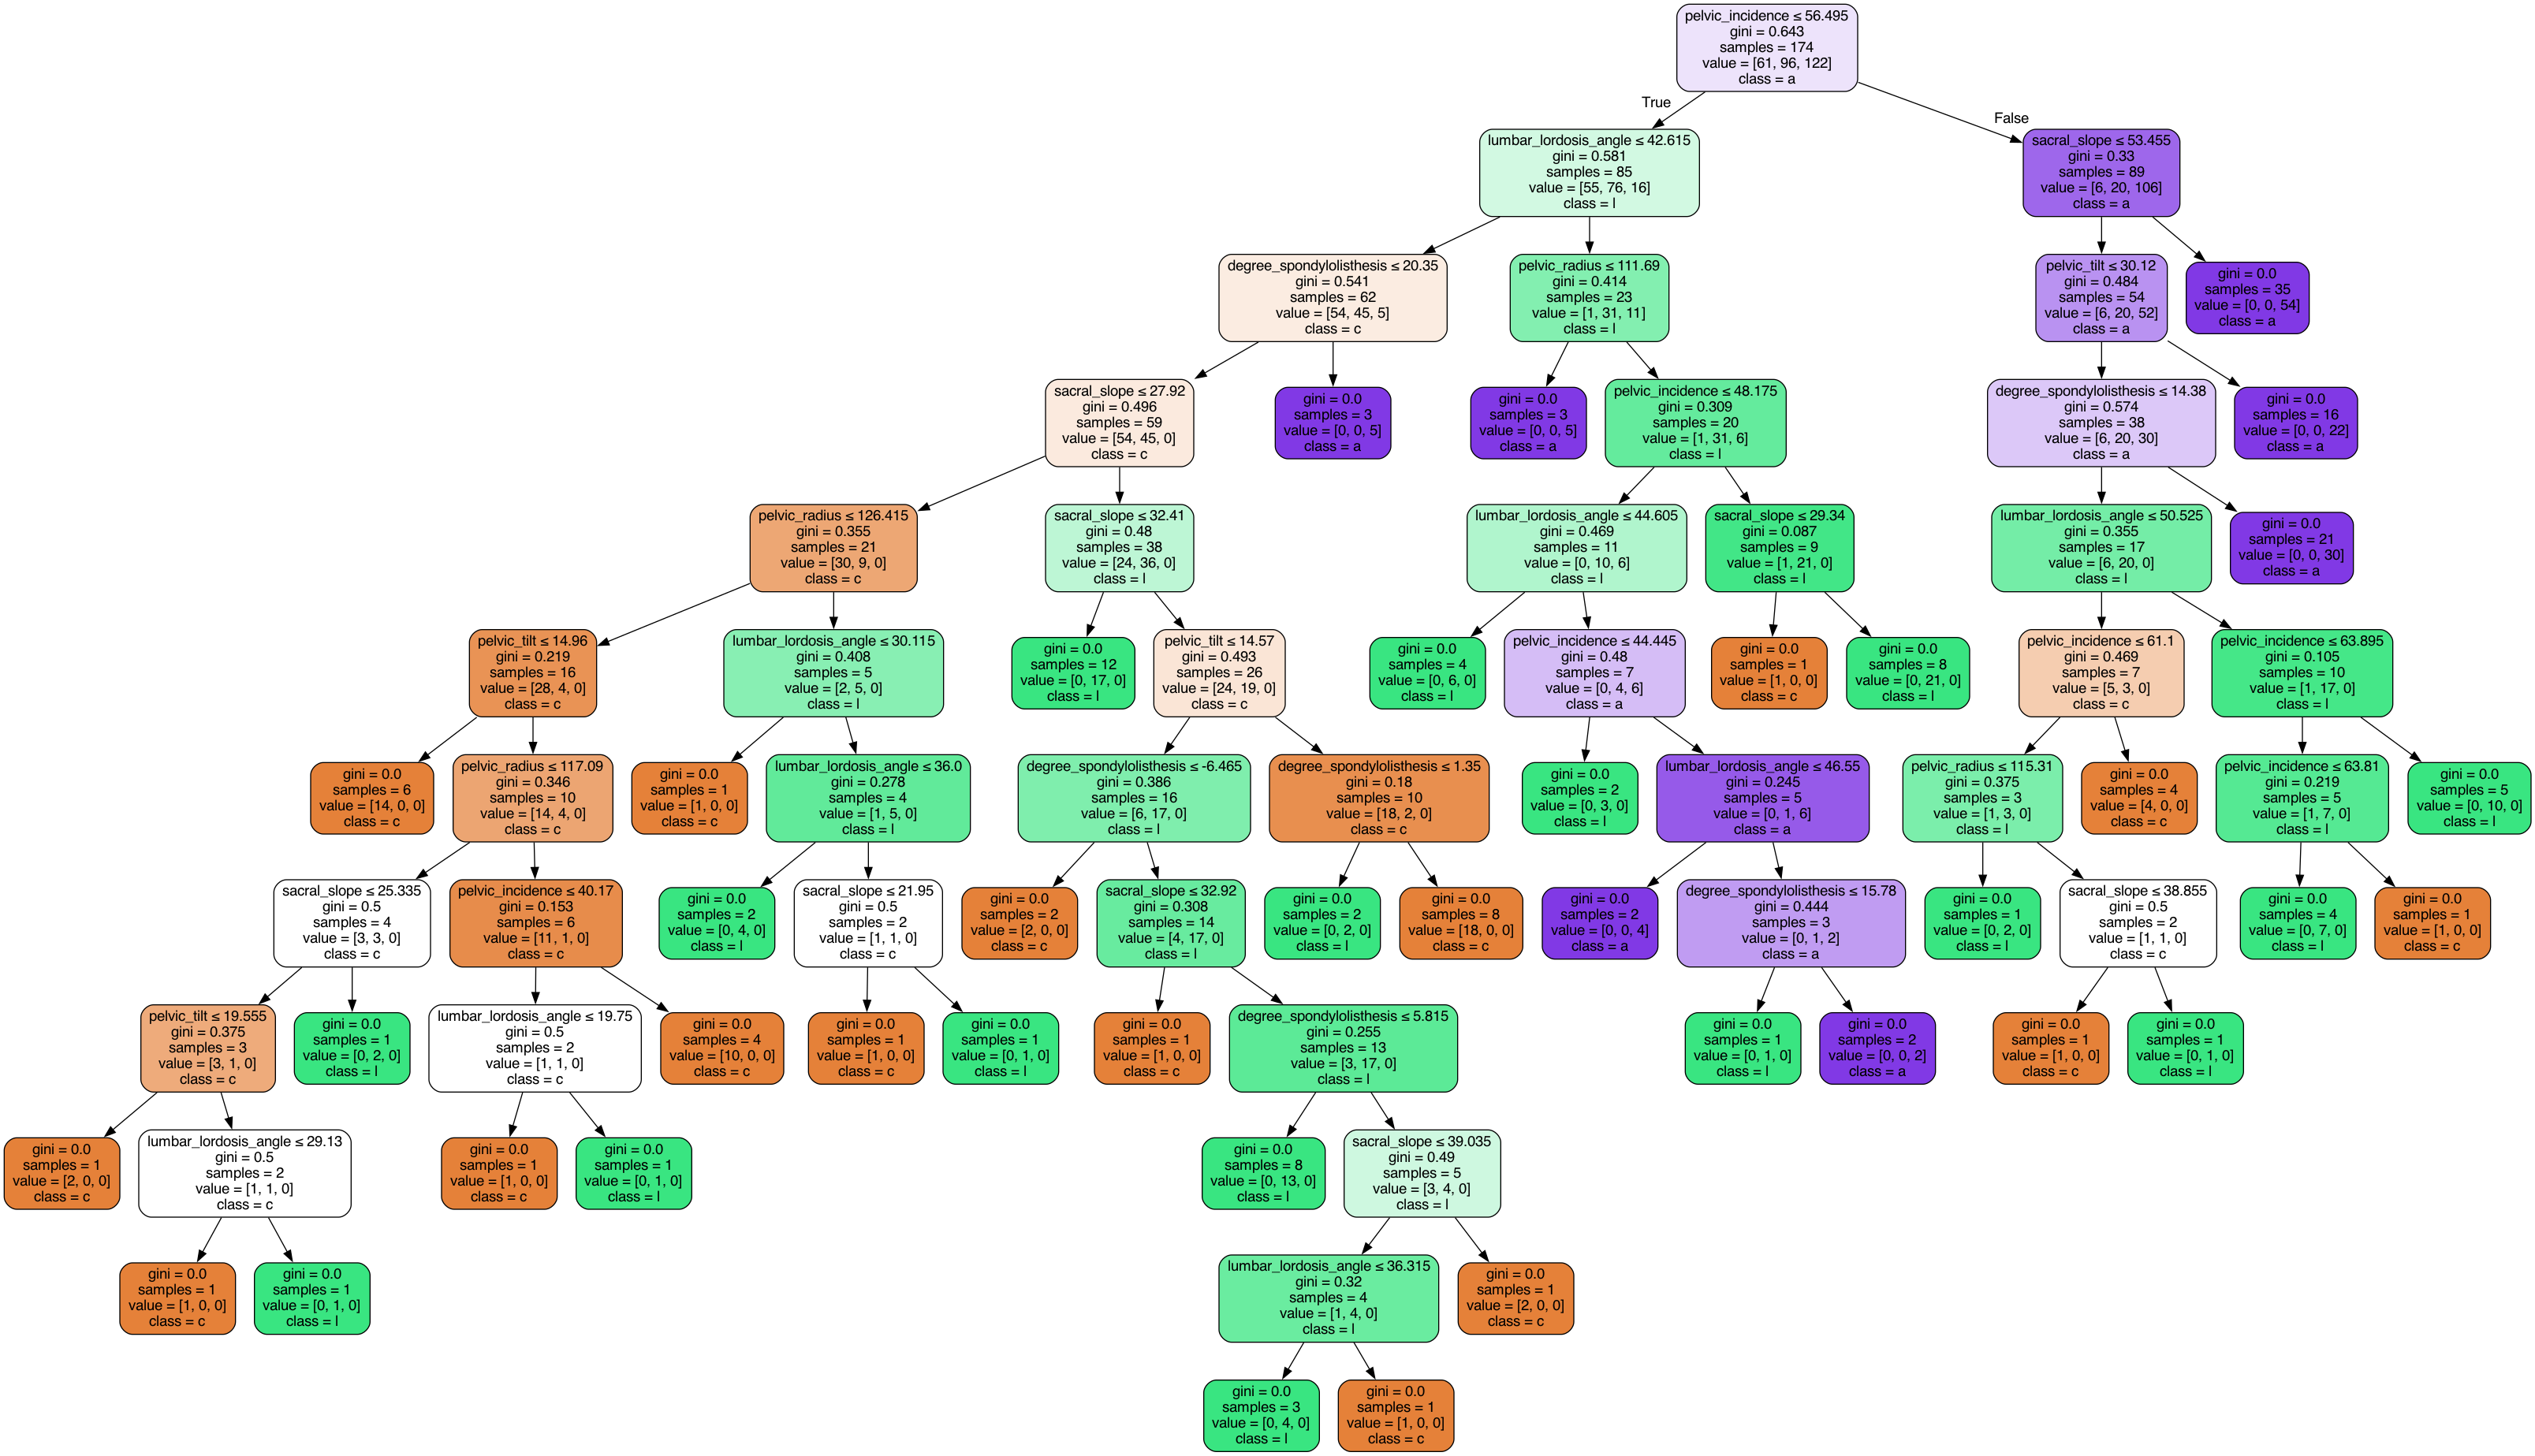 pelvic_incidence ≤ 56.495
gini = 0.643
samples = 174
value = [61, 96, 122]
class = a
True
False
lumbar_lordosis_angle ≤ 42.615
gini = 0.581
samples = 85
value = [55, 76, 16]
class = l
sacral_slope ≤ 53.455
gini = 0.33
samples = 89
value = [6, 20, 106]
class = a
degree_spondylolisthesis ≤ 20.35
gini = 0.541
samples = 62
value = [54, 45, 5]
class = c
pelvic_radius ≤ 111.69
gini = 0.414
samples = 23
value = [1, 31, 11]
class = l
pelvic_tilt ≤ 30.12
gini = 0.484
samples = 54
value = [6, 20, 52]
class = a
gini = 0.0
samples = 35
value = [0, 0, 54]
class = a
sacral_slope ≤ 27.92
gini = 0.496
samples = 59
value = [54, 45, 0]
class = c
gini = 0.0
samples = 3
value = [0, 0, 5]
class = a
gini = 0.0
samples = 3
value = [0, 0, 5]
class = a
pelvic_incidence ≤ 48.175
gini = 0.309
samples = 20
value = [1, 31, 6]
class = l
degree_spondylolisthesis ≤ 14.38
gini = 0.574
samples = 38
value = [6, 20, 30]
class = a
gini = 0.0
samples = 16
value = [0, 0, 22]
class = a
pelvic_radius ≤ 126.415
gini = 0.355
samples = 21
value = [30, 9, 0]
class = c
sacral_slope ≤ 32.41
gini = 0.48
samples = 38
value = [24, 36, 0]
class = l
lumbar_lordosis_angle ≤ 44.605
gini = 0.469
samples = 11
value = [0, 10, 6]
class = l
sacral_slope ≤ 29.34
gini = 0.087
samples = 9
value = [1, 21, 0]
class = l
lumbar_lordosis_angle ≤ 50.525
gini = 0.355
samples = 17
value = [6, 20, 0]
class = l
gini = 0.0
samples = 21
value = [0, 0, 30]
class = a
pelvic_tilt ≤ 14.96
gini = 0.219
samples = 16
value = [28, 4, 0]
class = c
lumbar_lordosis_angle ≤ 30.115
gini = 0.408
samples = 5
value = [2, 5, 0]
class = l
gini = 0.0
samples = 12
value = [0, 17, 0]
class = l
pelvic_tilt ≤ 14.57
gini = 0.493
samples = 26
value = [24, 19, 0]
class = c
gini = 0.0
samples = 4
value = [0, 6, 0]
class = l
pelvic_incidence ≤ 44.445
gini = 0.48
samples = 7
value = [0, 4, 6]
class = a
gini = 0.0
samples = 1
value = [1, 0, 0]
class = c
gini = 0.0
samples = 8
value = [0, 21, 0]
class = l
pelvic_incidence ≤ 61.1
gini = 0.469
samples = 7
value = [5, 3, 0]
class = c
pelvic_incidence ≤ 63.895
gini = 0.105
samples = 10
value = [1, 17, 0]
class = l
gini = 0.0
samples = 6
value = [14, 0, 0]
class = c
pelvic_radius ≤ 117.09
gini = 0.346
samples = 10
value = [14, 4, 0]
class = c
gini = 0.0
samples = 1
value = [1, 0, 0]
class = c
lumbar_lordosis_angle ≤ 36.0
gini = 0.278
samples = 4
value = [1, 5, 0]
class = l
degree_spondylolisthesis ≤ -6.465
gini = 0.386
samples = 16
value = [6, 17, 0]
class = l
degree_spondylolisthesis ≤ 1.35
gini = 0.18
samples = 10
value = [18, 2, 0]
class = c
gini = 0.0
samples = 2
value = [0, 3, 0]
class = l
lumbar_lordosis_angle ≤ 46.55
gini = 0.245
samples = 5
value = [0, 1, 6]
class = a
pelvic_radius ≤ 115.31
gini = 0.375
samples = 3
value = [1, 3, 0]
class = l
gini = 0.0
samples = 4
value = [4, 0, 0]
class = c
pelvic_incidence ≤ 63.81
gini = 0.219
samples = 5
value = [1, 7, 0]
class = l
gini = 0.0
samples = 5
value = [0, 10, 0]
class = l
sacral_slope ≤ 25.335
gini = 0.5
samples = 4
value = [3, 3, 0]
class = c
pelvic_incidence ≤ 40.17
gini = 0.153
samples = 6
value = [11, 1, 0]
class = c
gini = 0.0
samples = 2
value = [0, 4, 0]
class = l
sacral_slope ≤ 21.95
gini = 0.5
samples = 2
value = [1, 1, 0]
class = c
gini = 0.0
samples = 2
value = [2, 0, 0]
class = c
sacral_slope ≤ 32.92
gini = 0.308
samples = 14
value = [4, 17, 0]
class = l
gini = 0.0
samples = 2
value = [0, 2, 0]
class = l
gini = 0.0
samples = 8
value = [18, 0, 0]
class = c
gini = 0.0
samples = 2
value = [0, 0, 4]
class = a
degree_spondylolisthesis ≤ 15.78
gini = 0.444
samples = 3
value = [0, 1, 2]
class = a
gini = 0.0
samples = 1
value = [0, 2, 0]
class = l
sacral_slope ≤ 38.855
gini = 0.5
samples = 2
value = [1, 1, 0]
class = c
gini = 0.0
samples = 4
value = [0, 7, 0]
class = l
gini = 0.0
samples = 1
value = [1, 0, 0]
class = c
pelvic_tilt ≤ 19.555
gini = 0.375
samples = 3
value = [3, 1, 0]
class = c
gini = 0.0
samples = 1
value = [0, 2, 0]
class = l
lumbar_lordosis_angle ≤ 19.75
gini = 0.5
samples = 2
value = [1, 1, 0]
class = c
gini = 0.0
samples = 4
value = [10, 0, 0]
class = c
gini = 0.0
samples = 1
value = [1, 0, 0]
class = c
gini = 0.0
samples = 1
value = [0, 1, 0]
class = l
gini = 0.0
samples = 1
value = [1, 0, 0]
class = c
degree_spondylolisthesis ≤ 5.815
gini = 0.255
samples = 13
value = [3, 17, 0]
class = l
gini = 0.0
samples = 1
value = [0, 1, 0]
class = l
gini = 0.0
samples = 2
value = [0, 0, 2]
class = a
gini = 0.0
samples = 1
value = [1, 0, 0]
class = c
gini = 0.0
samples = 1
value = [0, 1, 0]
class = l
gini = 0.0
samples = 1
value = [2, 0, 0]
class = c
lumbar_lordosis_angle ≤ 29.13
gini = 0.5
samples = 2
value = [1, 1, 0]
class = c
gini = 0.0
samples = 1
value = [1, 0, 0]
class = c
gini = 0.0
samples = 1
value = [0, 1, 0]
class = l
gini = 0.0
samples = 8
value = [0, 13, 0]
class = l
sacral_slope ≤ 39.035
gini = 0.49
samples = 5
value = [3, 4, 0]
class = l
gini = 0.0
samples = 1
value = [1, 0, 0]
class = c
gini = 0.0
samples = 1
value = [0, 1, 0]
class = l
lumbar_lordosis_angle ≤ 36.315
gini = 0.32
samples = 4
value = [1, 4, 0]
class = l
gini = 0.0
samples = 1
value = [2, 0, 0]
class = c
gini = 0.0
samples = 3
value = [0, 4, 0]
class = l
gini = 0.0
samples = 1
value = [1, 0, 0]
class = c